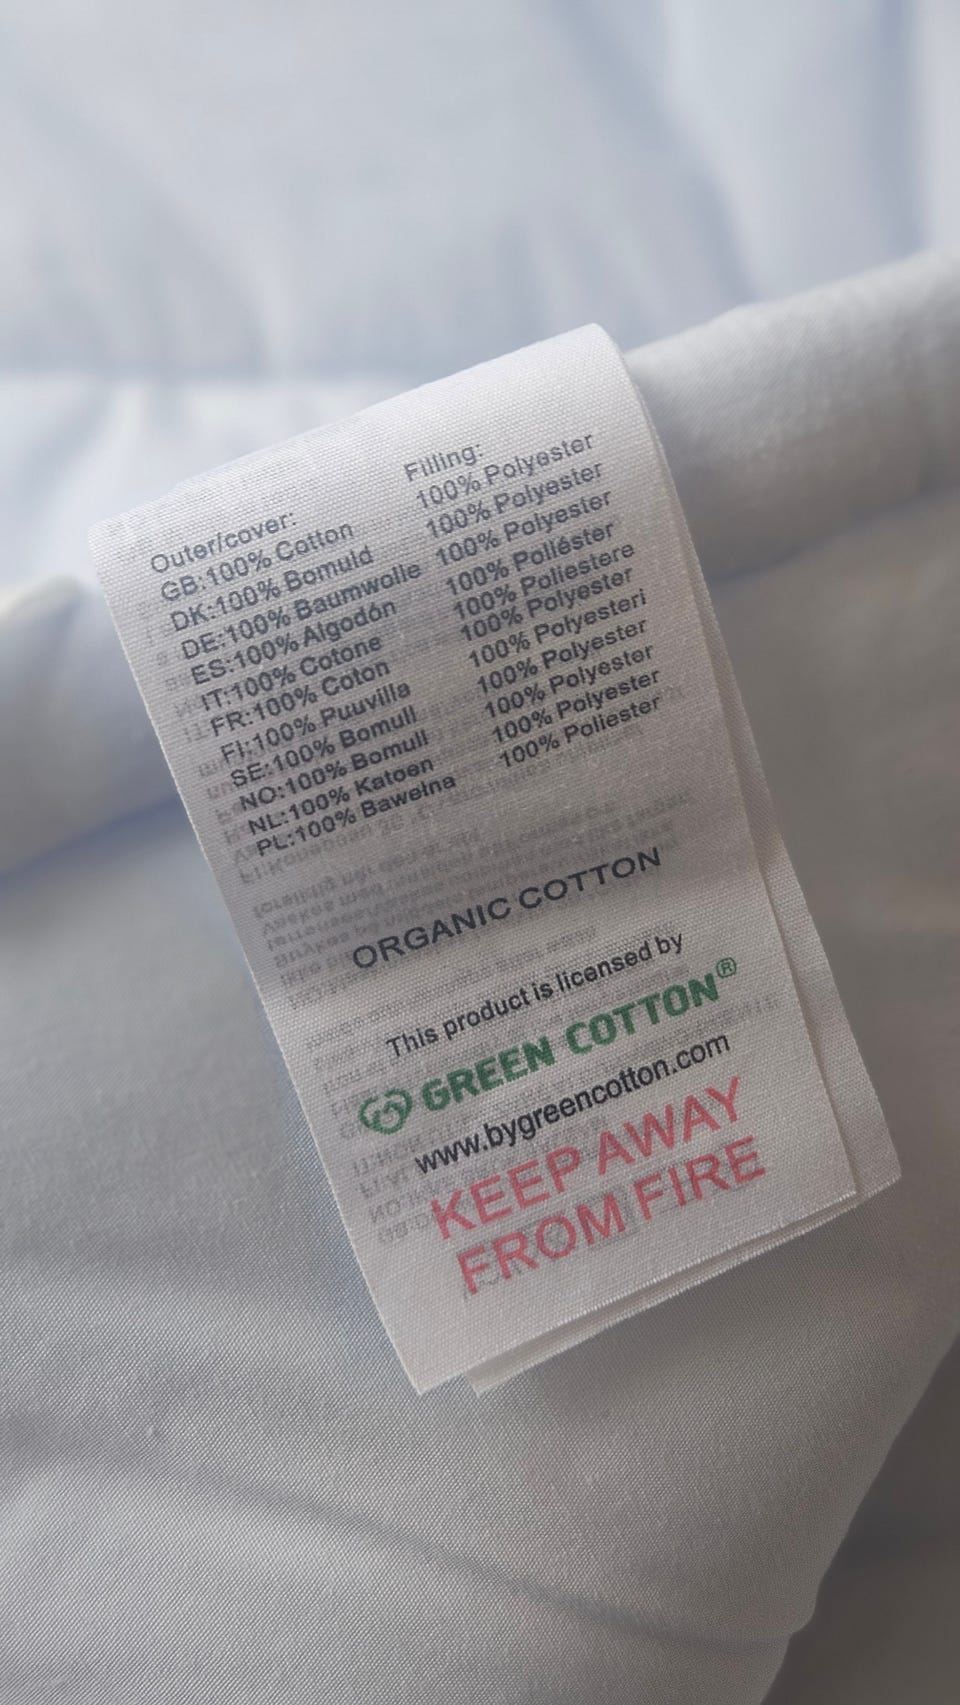 Outer/cover: Filling:
GB:100% Cotton 100% Polyester
DK:100% Bomuld 100% Polyester
DE:100% Baumwolle 100% Polyester
ES:100% Algodón 100% Poliéster
IT:100% Cotone 100% Poliestere
FR:100% Coton 100% Polyester
FI:100% Puuvilla 100% Polyesteri
SE:100% Bomull 100% Polyester
NO:100% Bomull 100% Polyester
NL:100% Katoen 100% Polyester
PL:100% Bawełna 100% Poliester
ORGANIC COTTON
This product is licensed by
GREEN COTTON®
www.bygreencotton.com
KEEP AWAY
FROM FIRE